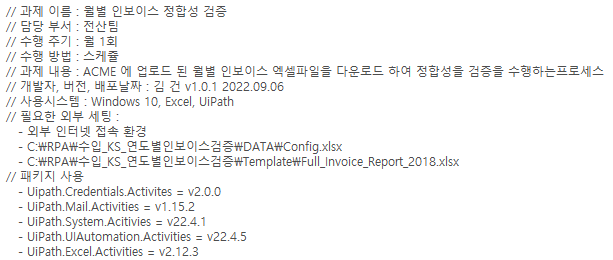 // 과제 이름 : 월별 인보이스 정합성 검증
// 담당 부서 : 전산팀
// 수행 주기 : 월 1회
// 수행 방법 : 스케쥴
// 과제 내용 : ACME 에 업로드 된 월별 인보이스 엑셀파일을 다운로드 하여 정합성을 검증을 수행하는프로세스
// 개발자, 버전, 배포날짜 : 김 건 v1.0.1 2022.09.06
// 사용시스템 : Windows 10, Excel, UiPath
// 필요한 외부 세팅 :
- 외부 인터넷 접속 환경
- C:₩RPA₩수입_KS_연도별인보이스검증₩DATA₩Config.xlsx
- C:₩RPA₩수입_KS_연도별인보이스검증₩Template₩Full_Invoice_Report_2018.xlsx
// 패키지 사용
- Uipath.Credentials.Activites = v2.0.0
- UiPath.Mail.Activities = v1.15.2
- UiPath.System.Acitivies = v22.4.1
- UiPath.UIAutomation.Activities = v22.4.5
- UiPath.Excel.Activities = v2.12.3